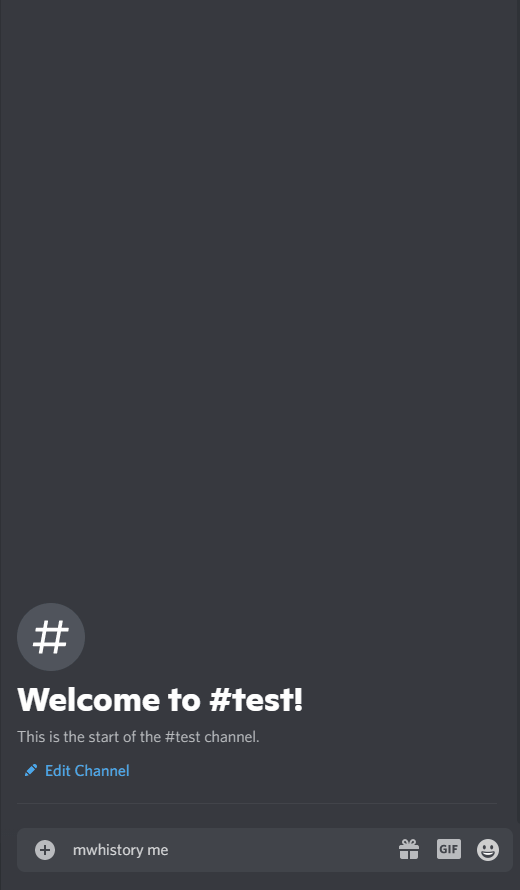 #
Welcome to #test!
This is the start of the #test channel.
Edit Channel
mwhistory me
GIF